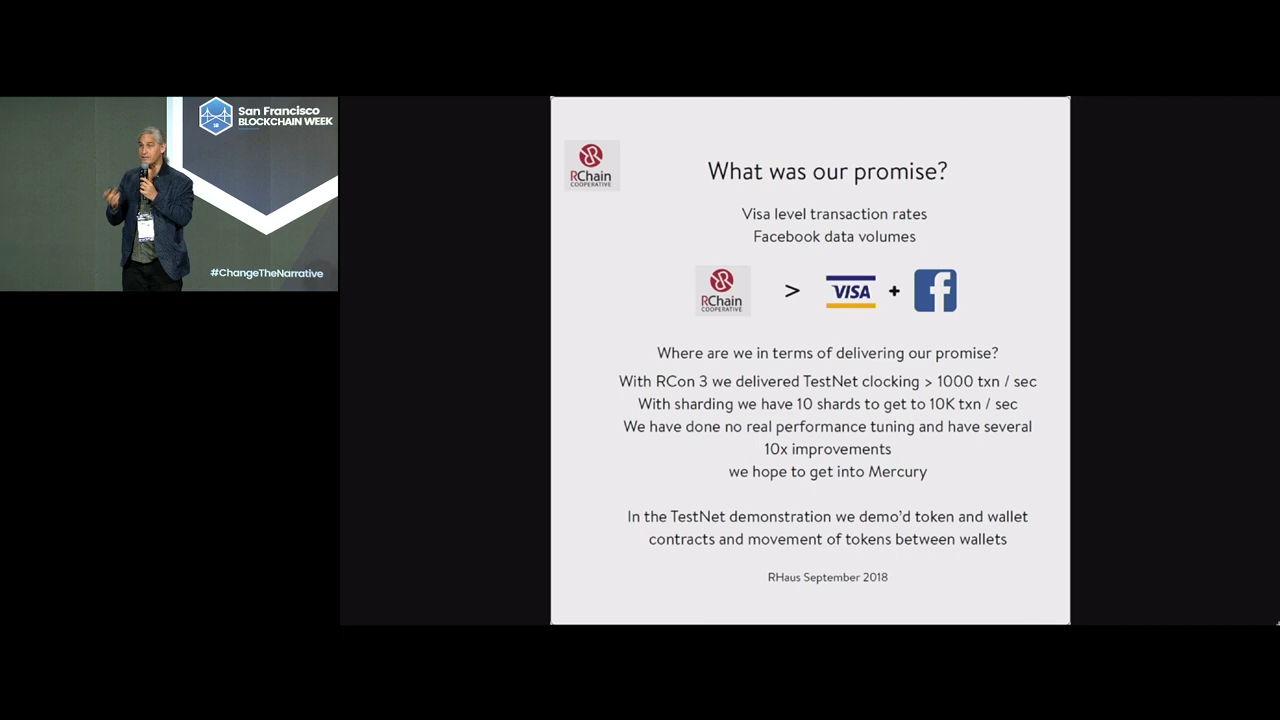 San Francisco
BLOCKCHAIN WEEK
#ChangeTheNarrative
RChain
COOPERATIVE
What was our promise?
Visa level transaction rates
Facebook data volumes
RChain
COOPERATIVE
>
VISA
+
f
Where are we in terms of delivering our promise?
With RCon 3 we delivered TestNet clocking > 1000 txn / sec
With sharding we have 10 shards to get to 10K txn / sec
We have done no real performance tuning and have several
10x improvements
we hope to get into Mercury
In the TestNet demonstration we demo'd token and wallet
contracts and movement of tokens between wallets
RHaus September 2018